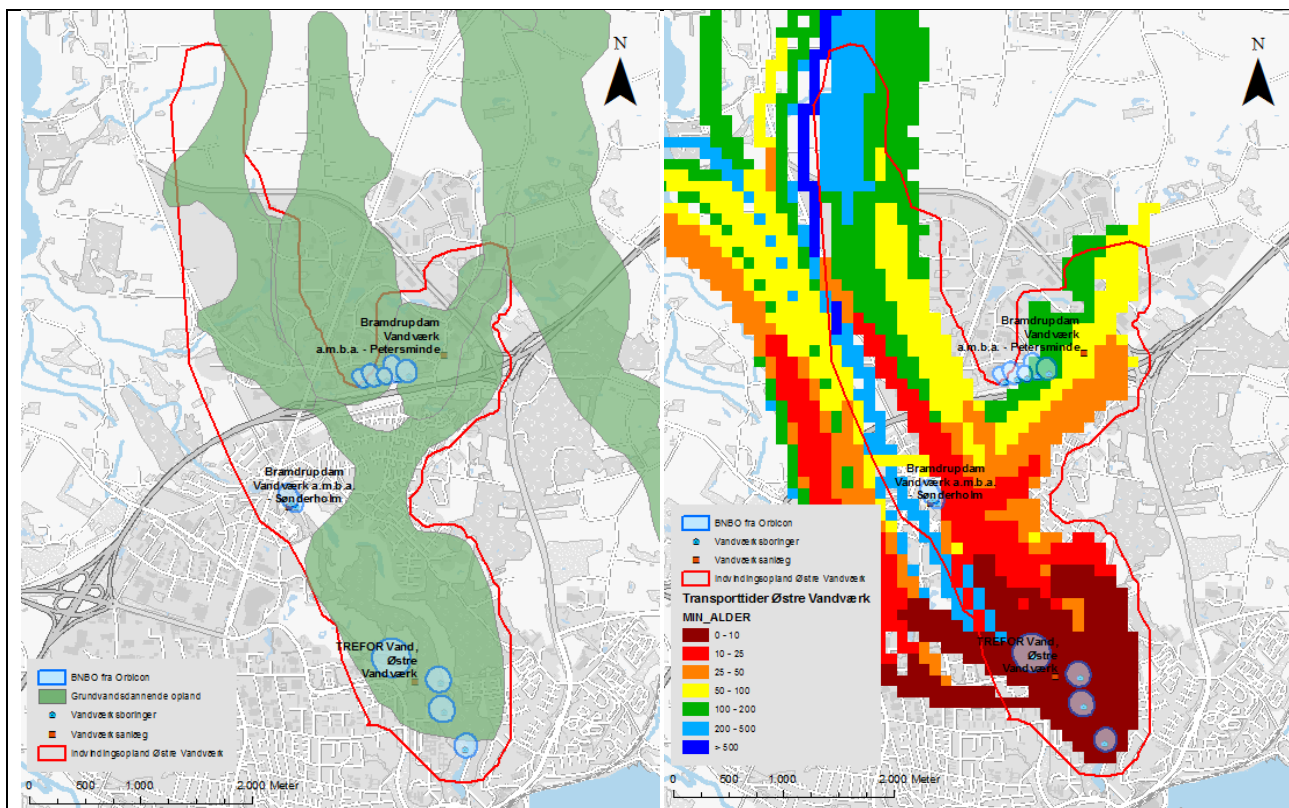 N
Bramdrupdam
Vandværk
a.m.b.a. - Petersminde
Bramdrupdam
Vandværk a.m.b.a.
- Sønderholm
TREFOR Vand,
Østre
Vandværk
BNBO fra Orbicon
Grundvandsdannende opland
Vandværksboringer
Vandværksanlæg
Indvindingsopland Østre Vandværk
0 500 1.000 2.000 Meter
N
Bramdrupdam
Vandværk
a.m.b.a. - Petersminde
Bramdrupdam
Vandværk a.m.b.a.
- Sønderholm
TREFOR Vand,
Østre
Vandværk
BNBO fra Orbicon
Vandværksboringer
Vandværksanlæg
Indvindingsopland Østre Vandværk
Transporttider Østre Vandværk
MIN_ALDER
0 - 10
10 - 25
25 - 50
50 - 100
100 - 200
200 - 500
> 500
0 500 1.000 2.000 Meter